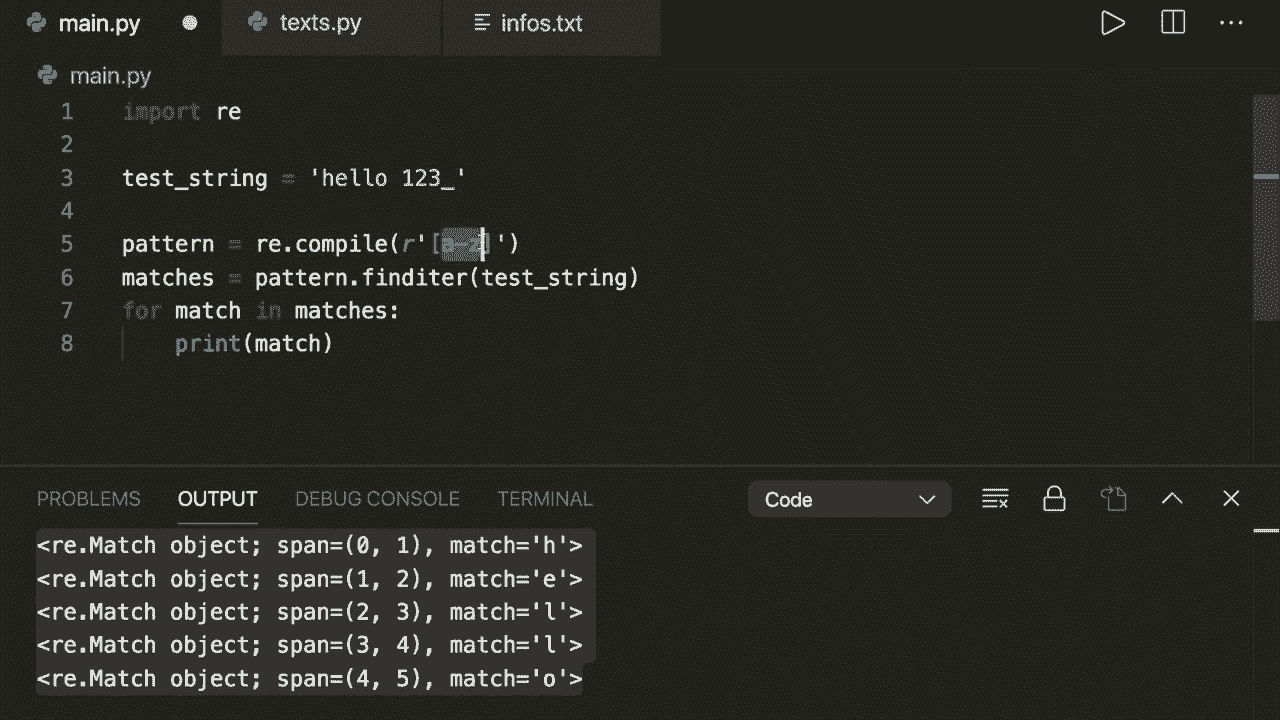 main.py
texts.py
infos.txt
main.py
1 import re
2
3 test_string = 'hello 123_'
4
5 pattern = re.compile(r'[a-z]')
6 matches = pattern.finditer(test_string)
7 for match in matches:
8 print(match)
PROBLEMS OUTPUT DEBUG CONSOLE TERMINAL Code
<re.Match object; span=(0, 1), match='h'>
<re.Match object; span=(1, 2), match='e'>
<re.Match object; span=(2, 3), match='l'>
<re.Match object; span=(3, 4), match='l'>
<re.Match object; span=(4, 5), match='o'>